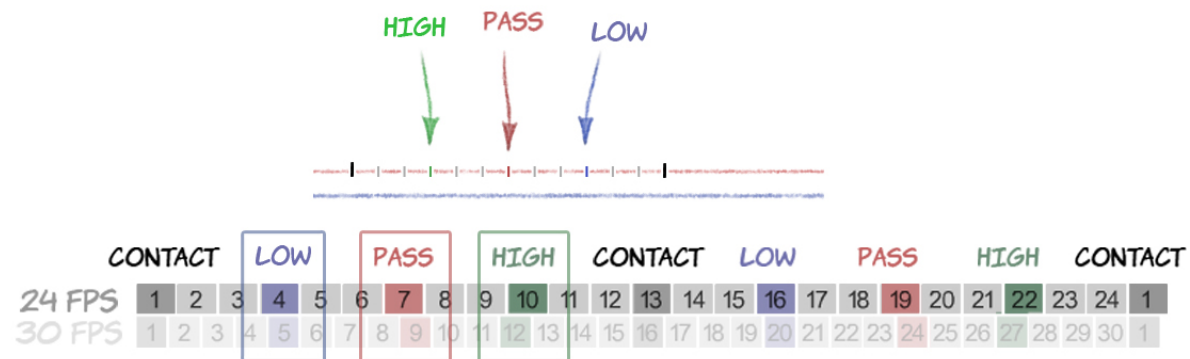 HIGH PASS LOW
CONTACT LOW PASS HIGH CONTACT LOW PASS HIGH CONTACT
24 FPS 1 2 3 4 5 6 7 8 9 10 11 12 13 14 15 16 17 18 19 20 21 22 23 24 1
30 FPS 1 2 3 4 5 6 7 8 9 10 11 12 13 14 15 16 17 18 19 20 21 22 23 24 25 26 27 28 29 30 1